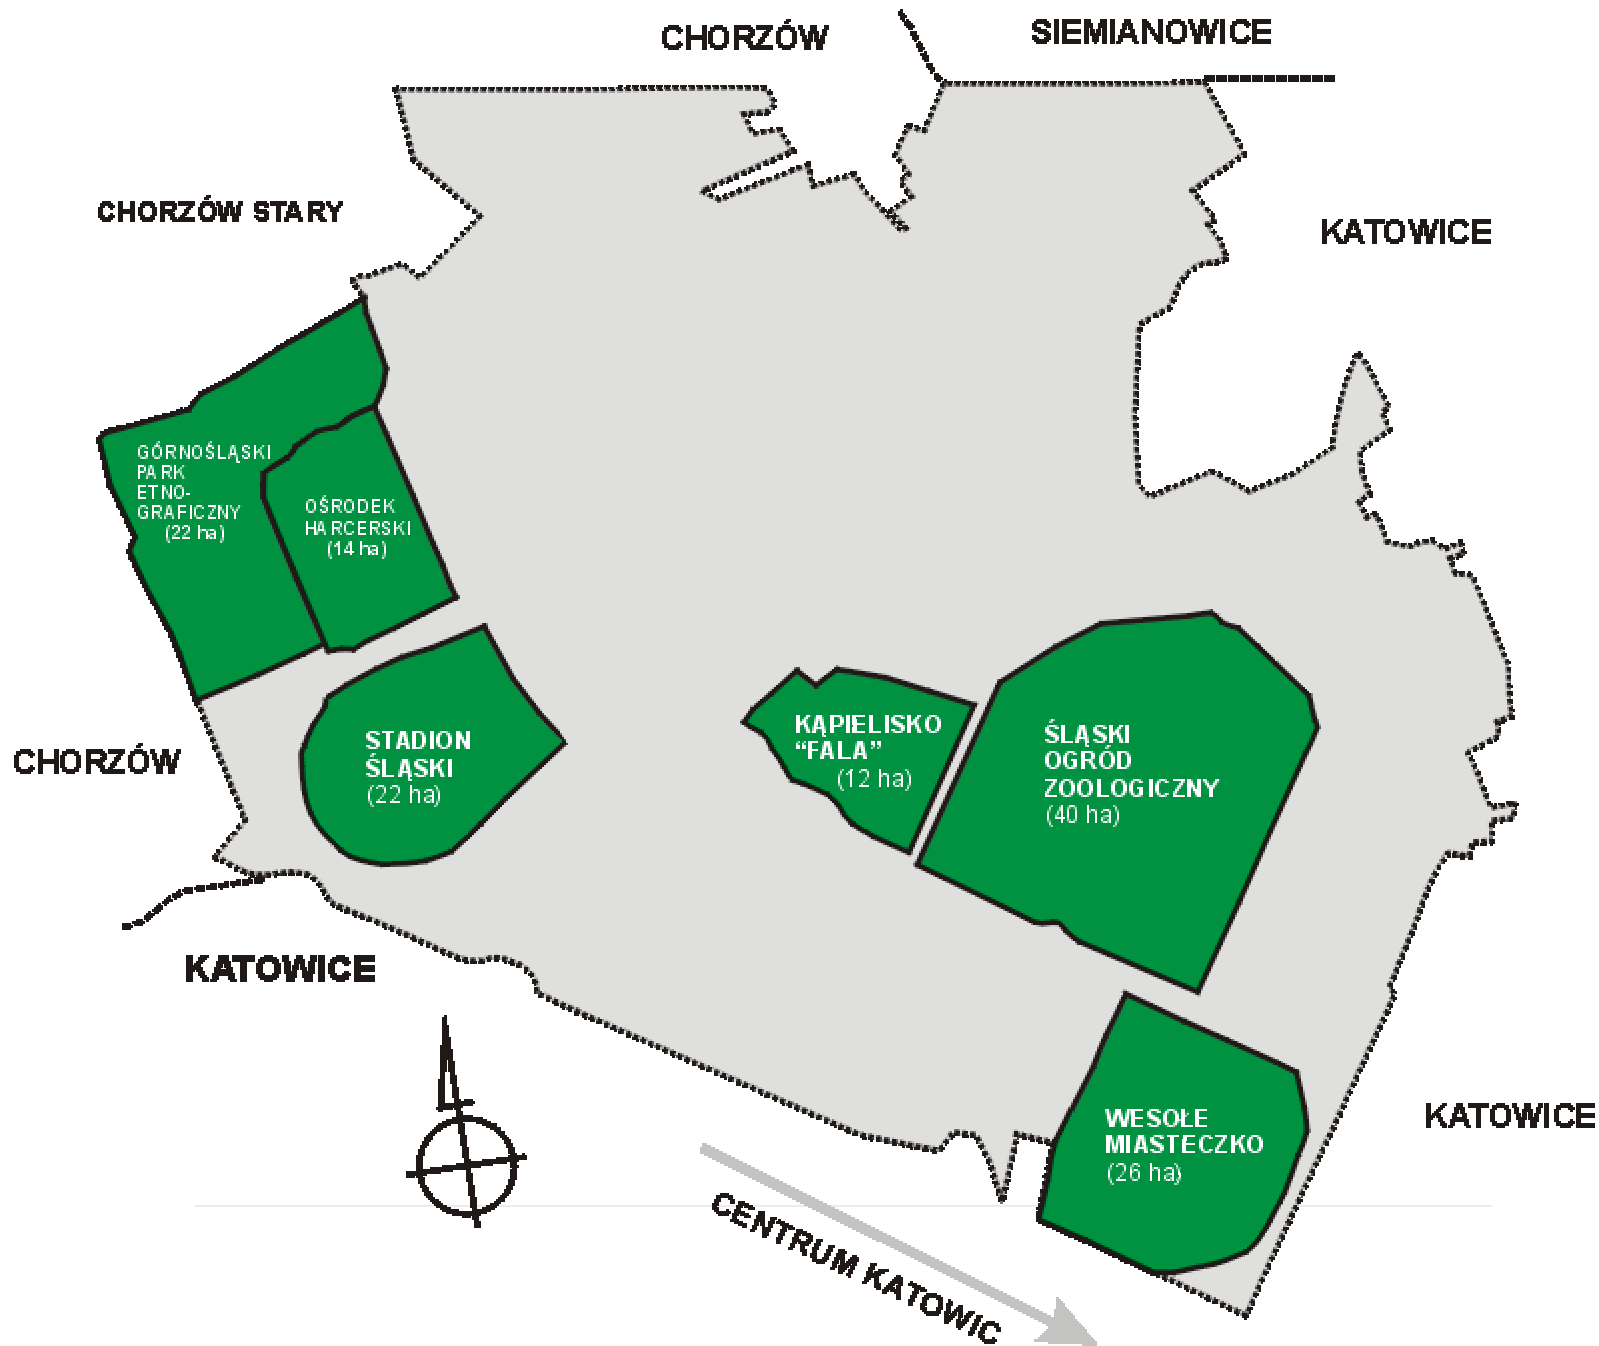 CHORZÓW
SIEMIANOWICE
CHORZÓW STARY
KATOWICE
GÓRNOŚLĄSKI
PARK
ETNO-
GRAFICZNY
(22 ha)
OŚRODEK
HARCERSKI
(14 ha)
STADION
ŚLĄSKI
(22 ha)
KĄPIELISKO
“FALA”
(12 ha)
ŚLĄSKI
OGRÓD
ZOOLOGICZNY
(40 ha)
CHORZÓW
KATOWICE
WESOŁE
MIASTECZKO
(26 ha)
KATOWICE
CENTRUM KATOWIC